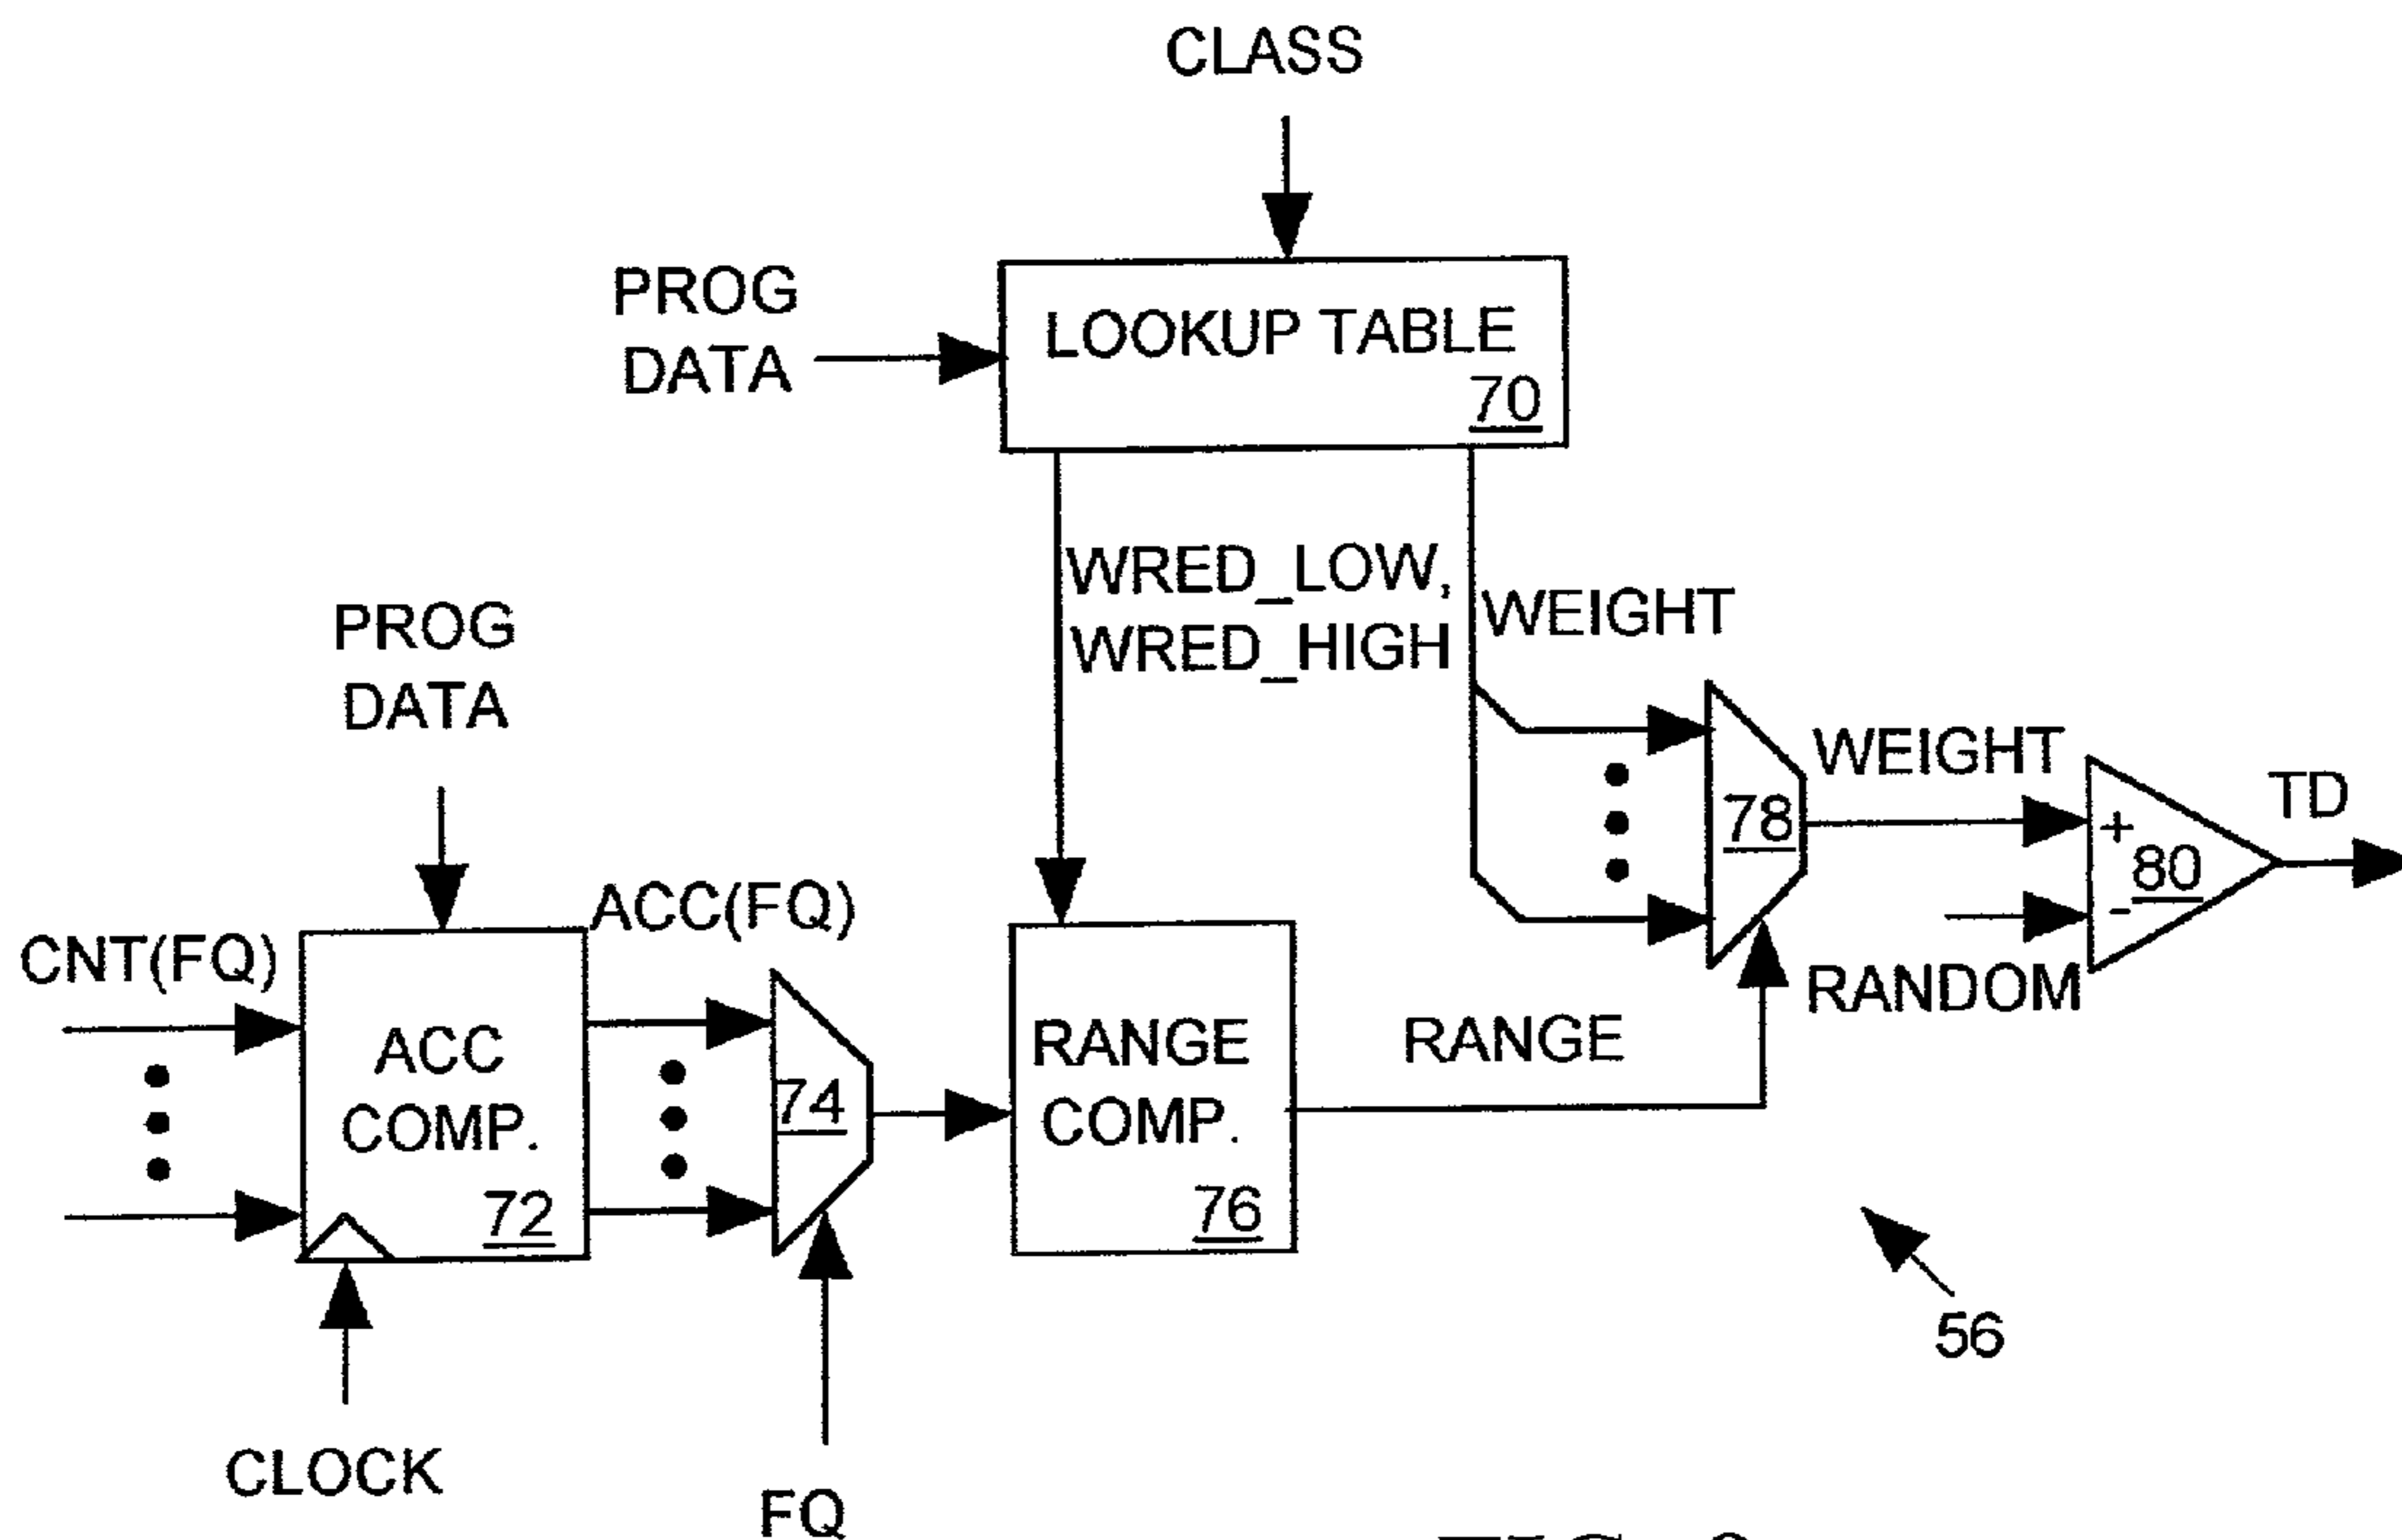 CLASS
PROG
DATA
LOOKUP TABLE
70
WRED_LOW,
WRED_HIGH
WEIGHT
PROG
DATA
78
WEIGHT
TD
+
80
-
RANDOM
CNT(FQ)
ACC(FQ)
ACC
COMP.
72
74
RANGE
COMP.
76
RANGE
56
CLOCK
FQ